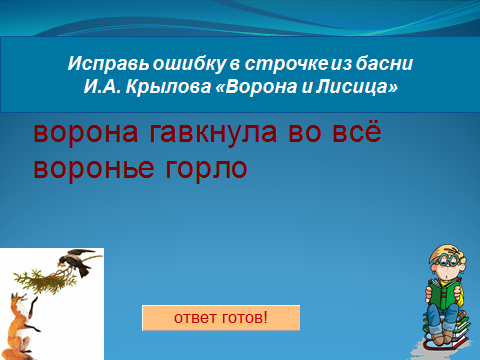 Исправь ошибку в строчке из басни
И.А. Крылова «Ворона и Лисица»
ворона гавкнула во всё
воронье горло
ответ готов!